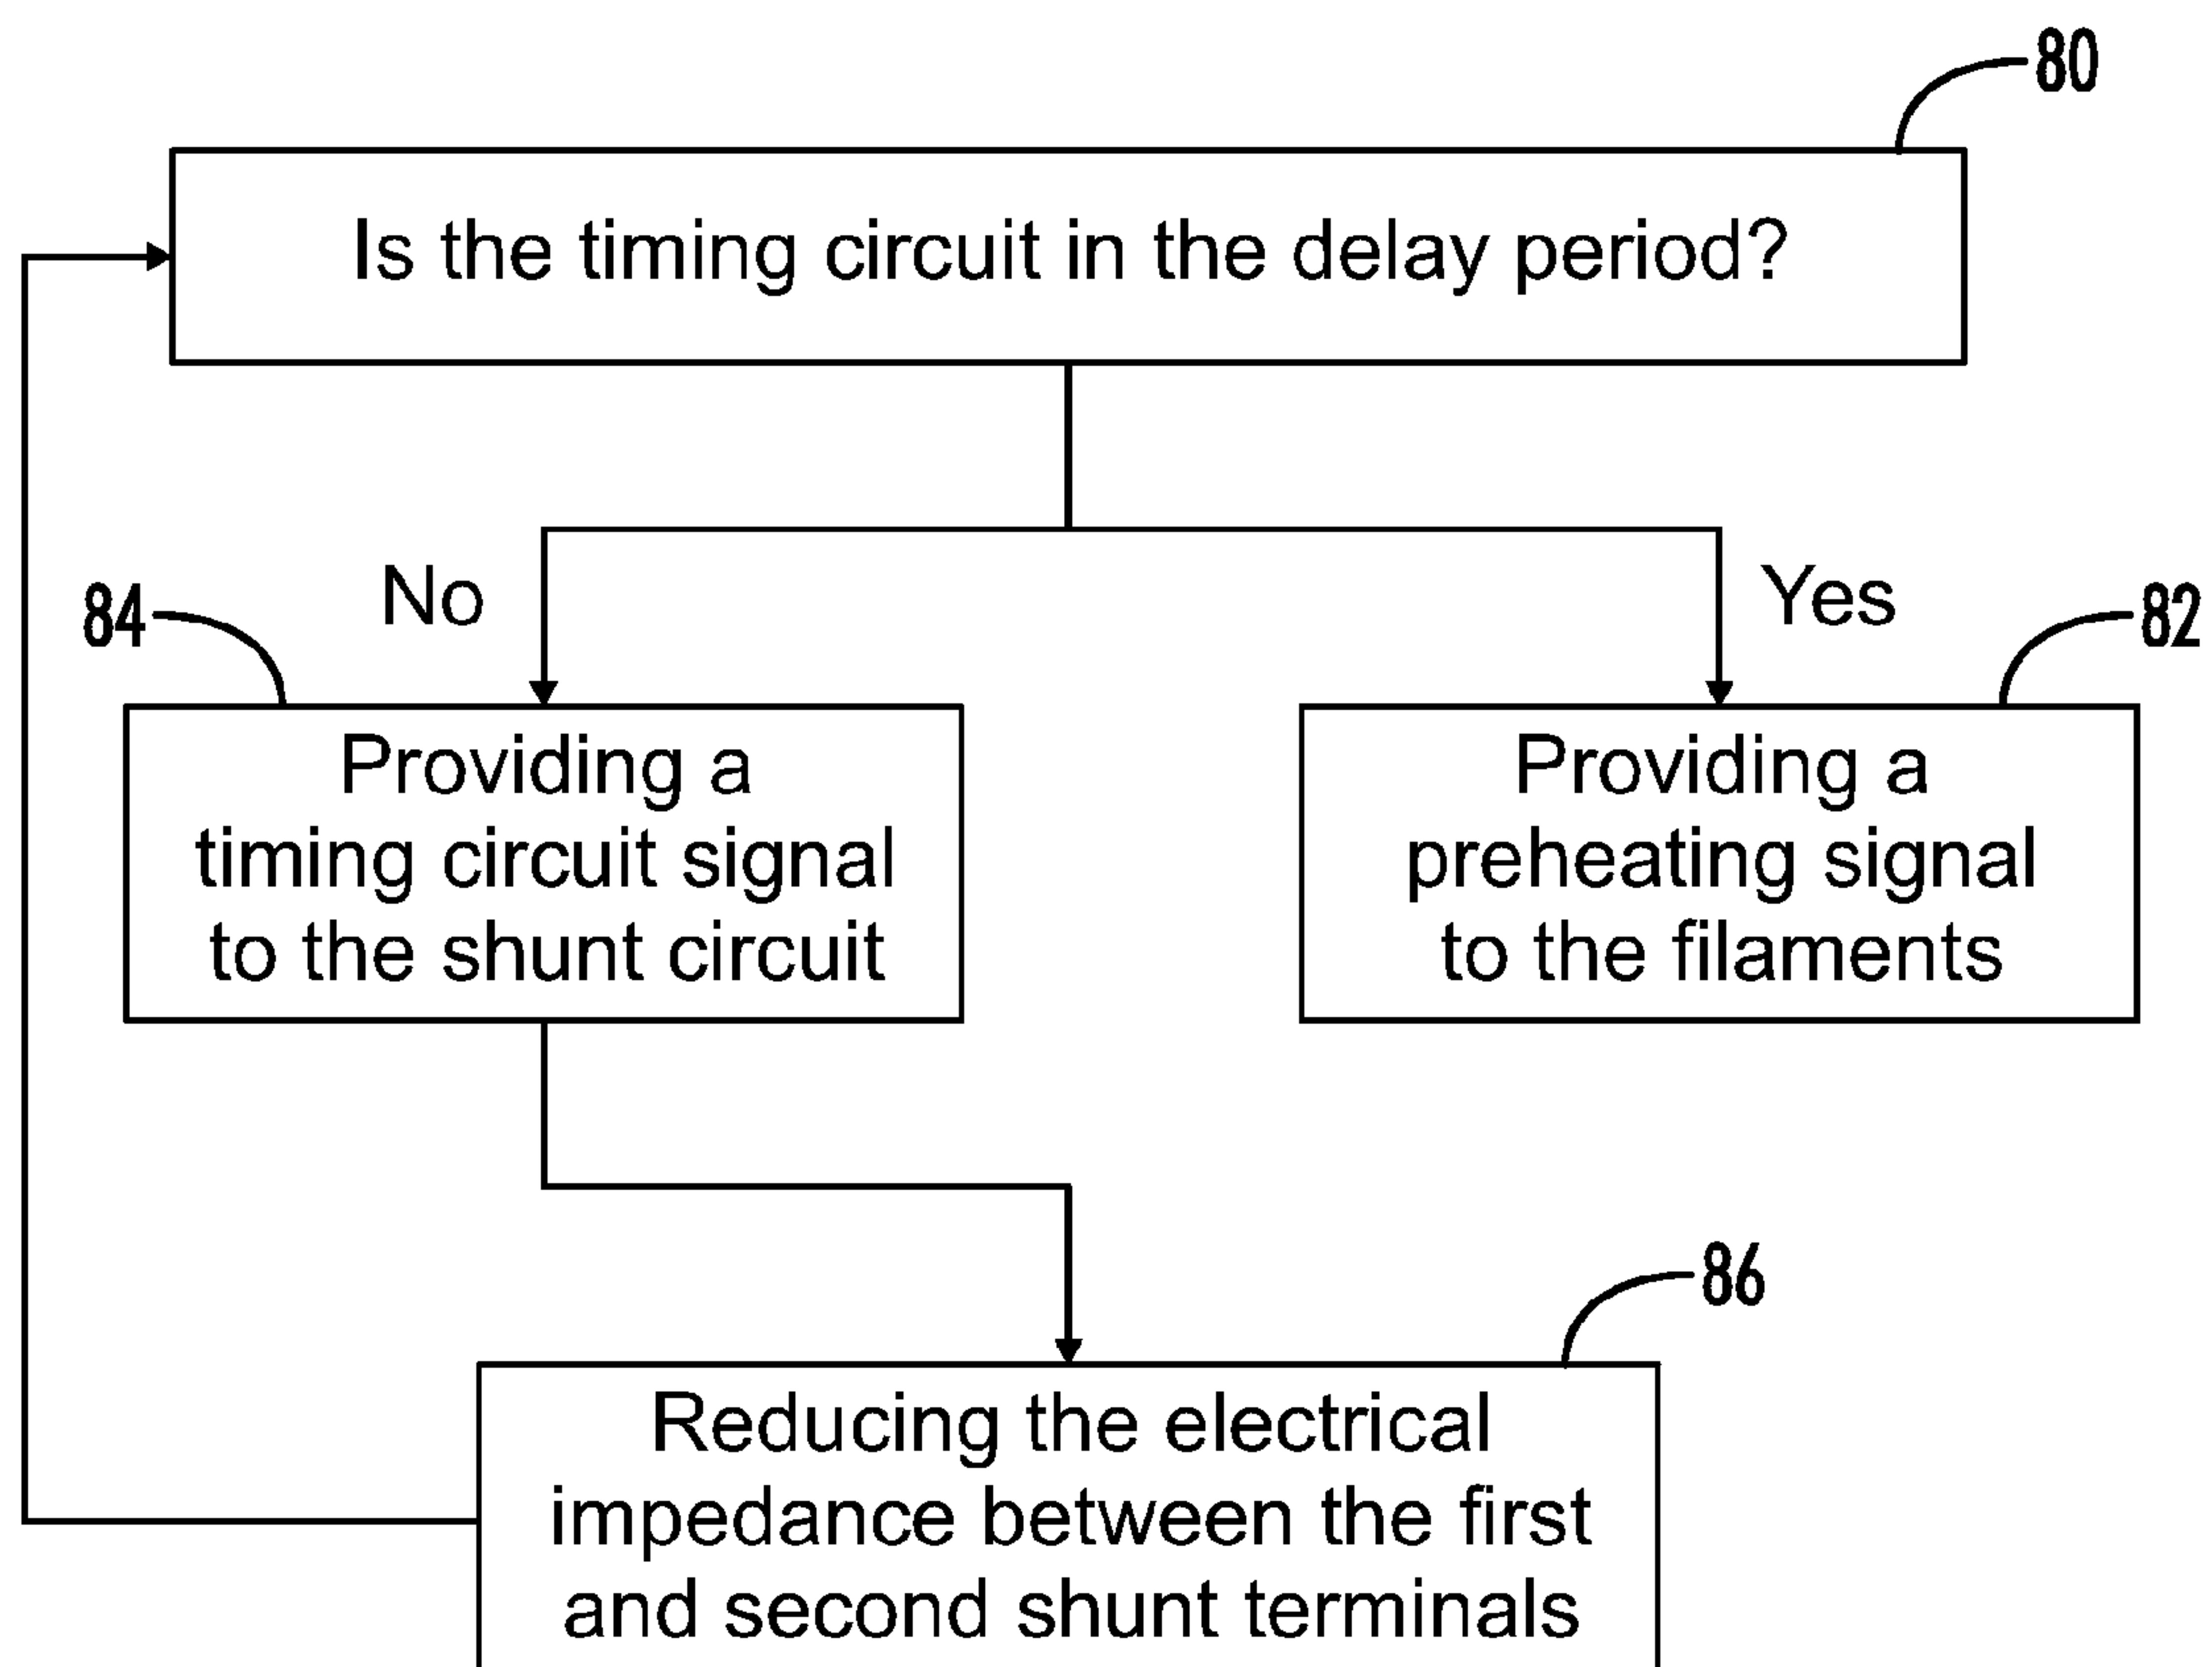 80
Is the timing circuit in the delay period?
No
Yes
84
82
Providing a
timing circuit signal
to the shunt circuit
Providing a
preheating signal
to the filaments
86
Reducing the electrical
impedance between the first
and second shunt terminals